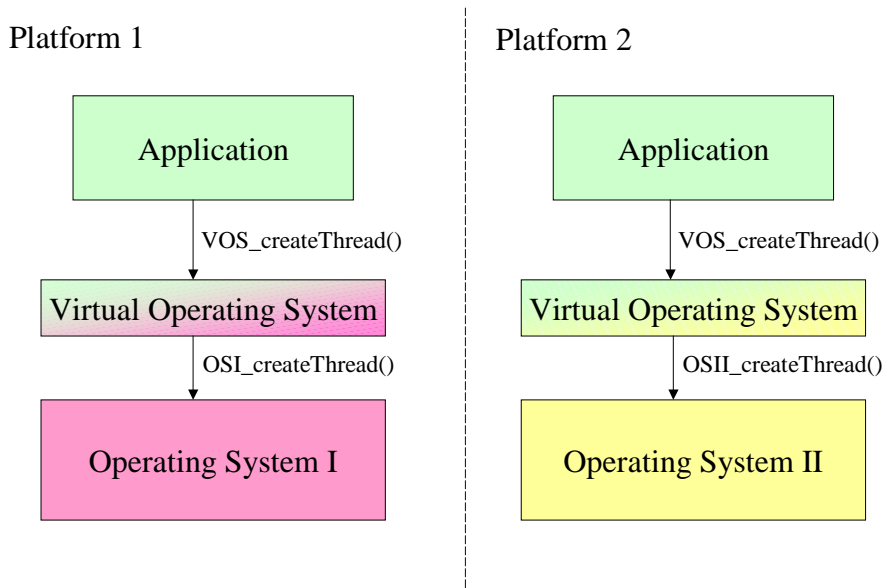 Platform 1
Application
VOS_createThread()
Virtual Operating System
OSI_createThread()
Operating System I
Platform 2
Application
VOS_createThread()
Virtual Operating System
OSII_createThread()
Operating System II